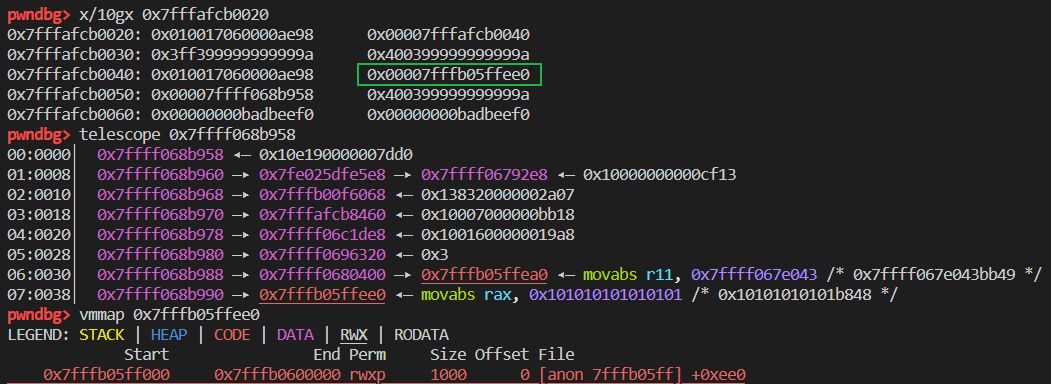 pwndbg> x/10gx 0x7fffafcb0020
0x7fffafcb0020: 0x010017060000ae98 0x00007fffafcb0040
0x7fffafcb0030: 0x3ff399999999999a 0x400399999999999a
0x7fffafcb0040: 0x010017060000ae98 0x00007fffb05ffee0
0x7fffafcb0050: 0x00007ffff068b958 0x400399999999999a
0x7fffafcb0060: 0x00000000badbeef0 0x00000000badbeef0
pwndbg> telescope 0x7ffff068b958
00:0000│ 0x7ffff068b958 ◂— 0x10e190000007dd0
01:0008│ 0x7ffff068b960 —▸ 0x7fe025dfe5e8 —▸ 0x7ffff06792e8 ◂— 0x10000000000cf13
02:0010│ 0x7ffff068b968 —▸ 0x7fffb00f6068 ◂— 0x138320000002a07
03:0018│ 0x7ffff068b970 —▸ 0x7fffafcb8460 ◂— 0x10007000000bb18
04:0020│ 0x7ffff068b978 —▸ 0x7ffff06c1de8 ◂— 0x1001600000019a8
05:0028│ 0x7ffff068b980 —▸ 0x7ffff0696320 ◂— 0x3
06:0030│ 0x7ffff068b988 —▸ 0x7ffff0680400 —▸ 0x7fffb05ffea0 ◂— movabs r11, 0x7ffff067e043 /* 0x7ffff067e043bb49 */
07:0038│ 0x7ffff068b990 —▸ 0x7fffb05ffee0 ◂— movabs rax, 0x101010101010101 /* 0x10101010101b848 */
pwndbg> vmmap 0x7fffb05ffee0
LEGEND: STACK | HEAP | CODE | DATA | RWX | RODATA
Start End Perm Size Offset File
0x7fffb05ff000 0x7fffb0600000 rwxp 1000 0 [anon_7fffb05ff] +0xee0